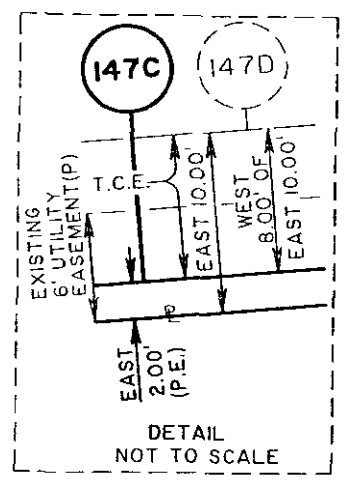 147C
147D
T.C.E.
EXISTING
6' UTILITY
EASEMENT(P)
EAST 10.00'
WEST
8.00' OF
EAST 10.00'
PL
EAST
2.00'
(P.E.)
DETAIL
NOT TO SCALE